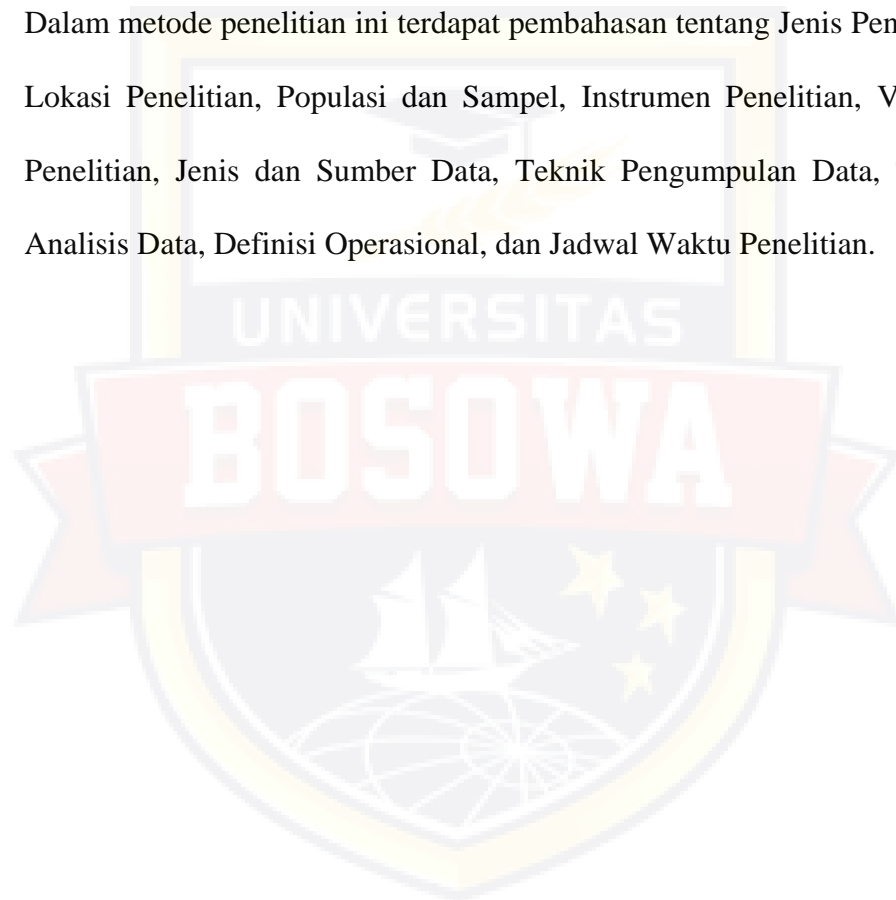 Dalam metode penelitian ini terdapat pembahasan tentang Jenis
Lokasi Penelitian, Populasi dan Sampel, Instrumen Penelitian,
Penelitian, Jenis dan Sumber Data, Teknik Pengumpulan Data,
Analisis Data, Definisi Operasional, dan Jadwal Waktu Penelitian.
UNIVERSITAS
BOSOWA